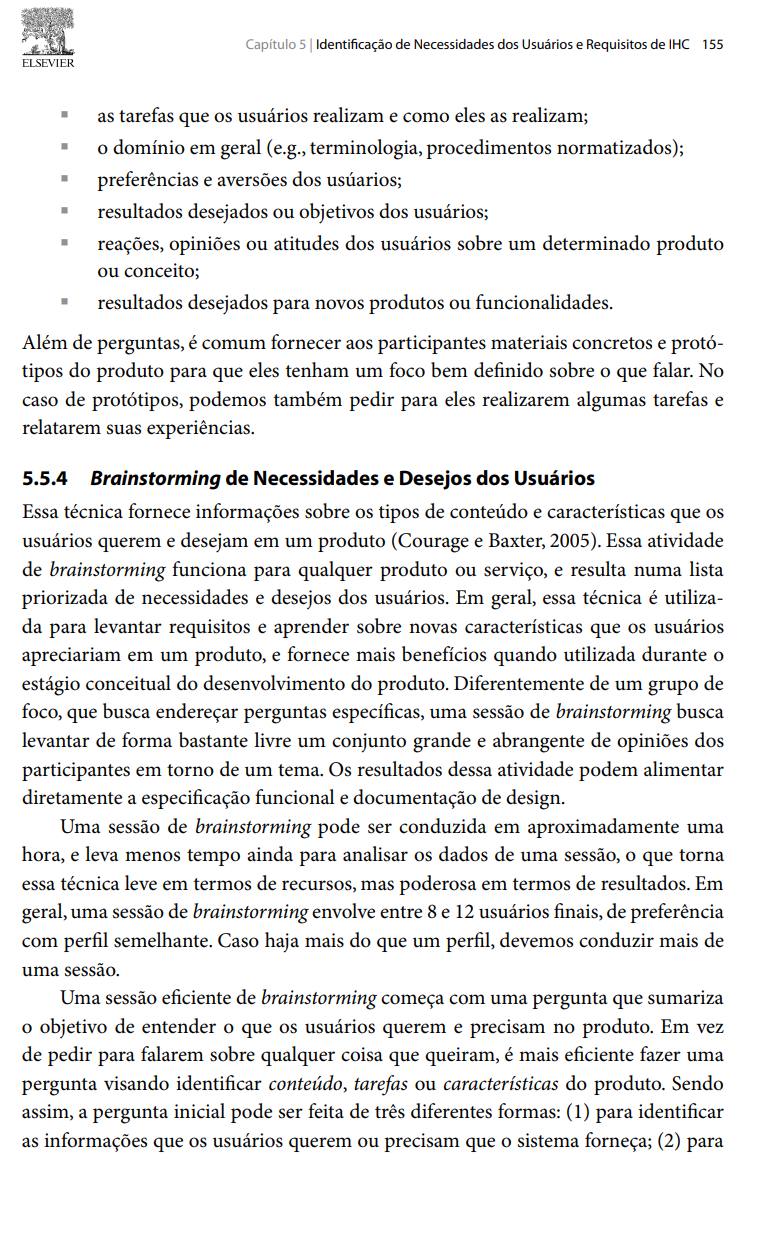 ELSEVIER
Capítulo 5 | Identificação de Necessidades dos Usuários e Requisitos de IHC 155
▪ as tarefas que os usuários realizam e como eles as realizam;
▪ o domínio em geral (e.g., terminologia, procedimentos normatizados);
▪ preferências e aversões dos usúarios;
▪ resultados desejados ou objetivos dos usuários;
▪ reações, opiniões ou atitudes dos usuários sobre um determinado produto
ou conceito;
▪ resultados desejados para novos produtos ou funcionalidades.
Além de perguntas, é comum fornecer aos participantes materiais concretos e protó-
tipos do produto para que eles tenham um foco bem definido sobre o que falar. No
caso de protótipos, podemos também pedir para eles realizarem algumas tarefas e
relatarem suas experiências.
5.5.4 Brainstorming de Necessidades e Desejos dos Usuários
Essa técnica fornece informações sobre os tipos de conteúdo e características que os
usuários querem e desejam em um produto (Courage e Baxter, 2005). Essa atividade
de brainstorming funciona para qualquer produto ou serviço, e resulta numa lista
priorizada de necessidades e desejos dos usuários. Em geral, essa técnica é utiliza-
da para levantar requisitos e aprender sobre novas características que os usuários
apreciariam em um produto, e fornece mais benefícios quando utilizada durante o
estágio conceitual do desenvolvimento do produto. Diferentemente de um grupo de
foco, que busca endereçar perguntas específicas, uma sessão de brainstorming busca
levantar de forma bastante livre um conjunto grande e abrangente de opiniões dos
participantes em torno de um tema. Os resultados dessa atividade podem alimentar
diretamente a especificação funcional e documentação de design.
Uma sessão de brainstorming pode ser conduzida em aproximadamente uma
hora, e leva menos tempo ainda para analisar os dados de uma sessão, o que torna
essa técnica leve em termos de recursos, mas poderosa em termos de resultados. Em
geral, uma sessão de brainstorming envolve entre 8 e 12 usuários finais, de preferência
com perfil semelhante. Caso haja mais do que um perfil, devemos conduzir mais de
uma sessão.
Uma sessão eficiente de brainstorming começa com uma pergunta que sumariza
o objetivo de entender o que os usuários querem e precisam no produto. Em vez
de pedir para falarem sobre qualquer coisa que queiram, é mais eficiente fazer uma
pergunta visando identificar conteúdo, tarefas ou características do produto. Sendo
assim, a pergunta inicial pode ser feita de três diferentes formas: (1) para identificar
as informações que os usuários querem ou precisam que o sistema forneça; (2) para